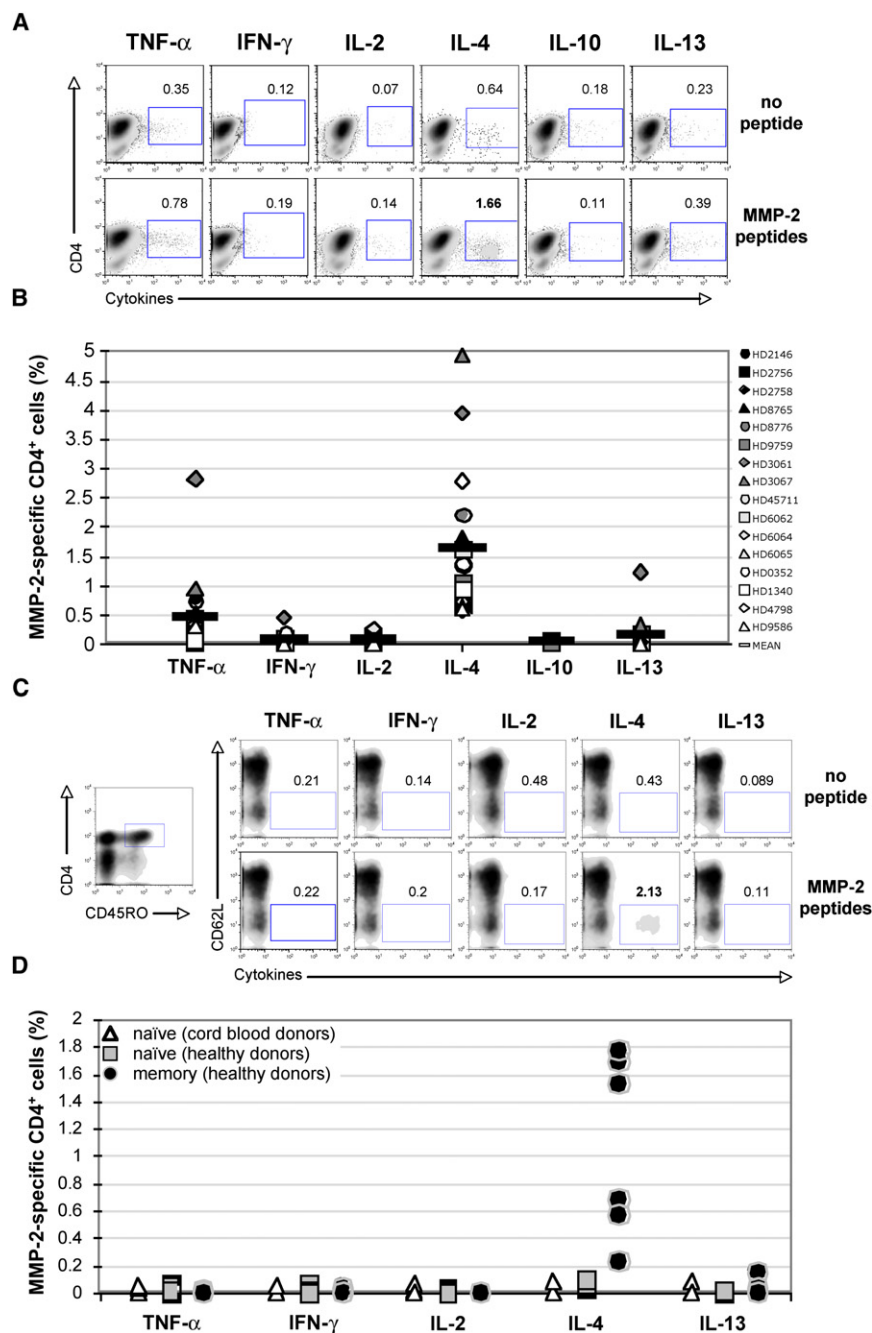 A
TNF-α IFN-γ IL-2 IL-4 IL-10 IL-13
0.35 0.12 0.07 0.64 0.18 0.23
no peptide
0.78 0.19 0.14 1.66 0.11 0.39
MMP-2 peptides
CD4
Cytokines
B
MMP-2-specific CD4+ cells (%)
5
4.5
4
3.5
3
2.5
2
1.5
1
0.5
0
TNF-α IFN-γ IL-2 IL-4 IL-10 IL-13
HD2146
HD2756
HD2758
HD8765
HD8776
HD9759
HD3061
HD3067
HD45711
HD6062
HD6064
HD6065
HD0352
HD1340
HD4798
HD9586
MEAN
C
TNF-α IFN-γ IL-2 IL-4 IL-13
0.21 0.14 0.48 0.43 0.089
no peptide
0.22 0.2 0.17 2.13 0.11
MMP-2 peptides
CD4
CD45RO
CD62L
Cytokines
D
MMP-2-specific CD4+ cells (%)
2
1.8
1.6
1.4
1.2
1
0.8
0.6
0.4
0.2
0
naïve (cord blood donors)
naïve (healthy donors)
memory (healthy donors)
TNF-α IFN-γ IL-2 IL-4 IL-13